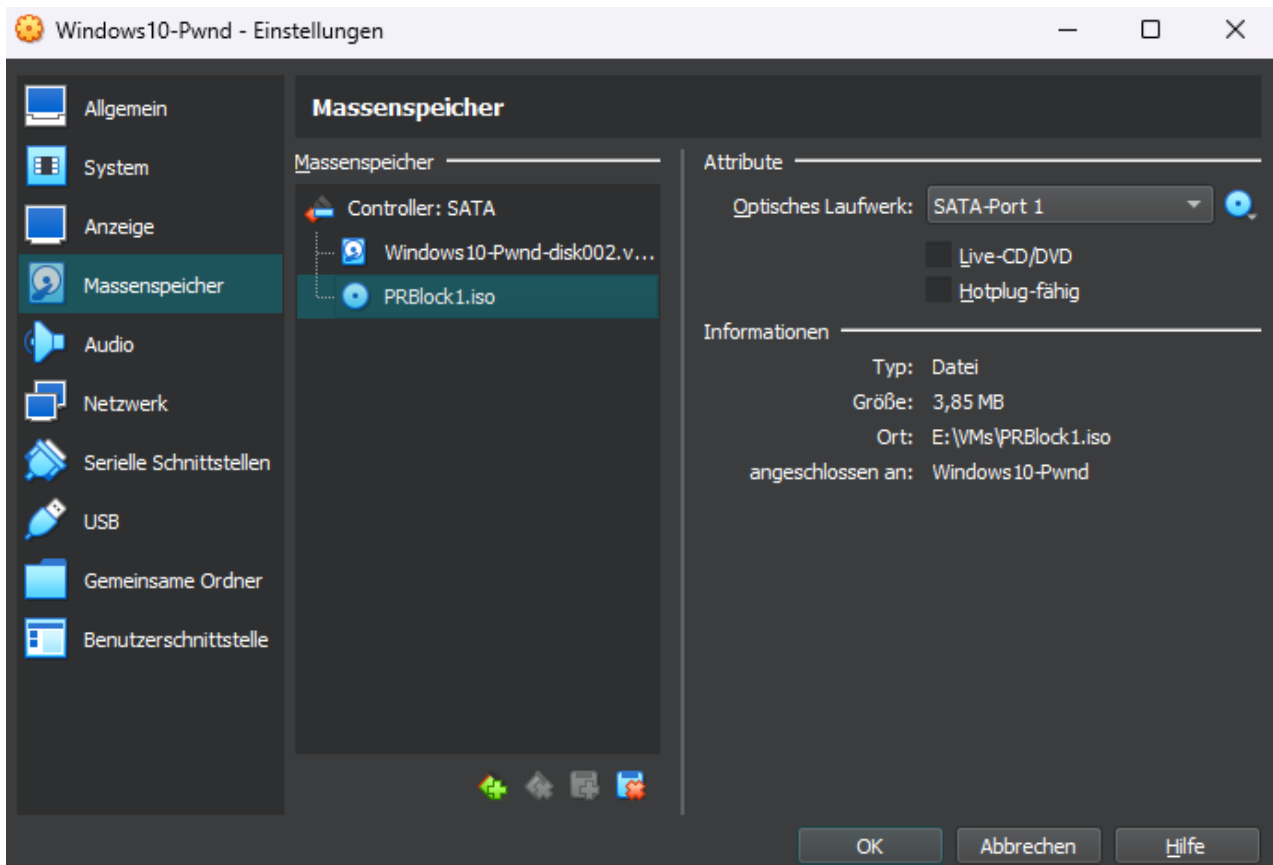 Windows10-Pwnd - Einstellungen
Allgemein
System
Anzeige
Massenspeicher
Audio
Netzwerk
Serielle Schnittstellen
USB
Gemeinsame Ordner
Benutzerschnittstelle
Massenspeicher
Massenspeicher
Controller: SATA
Windows10-Pwnd-disk002.v...
PRBlock1.iso
Attribute
Optisches Laufwerk: SATA-Port 1
Live-CD/DVD
Hotplug-fähig
Informationen
Typ: Datei
Größe: 3,85 MB
Ort: E:\VMs\PRBlock1.iso
angeschlossen an: Windows10-Pwnd
OK Abbrechen Hilfe